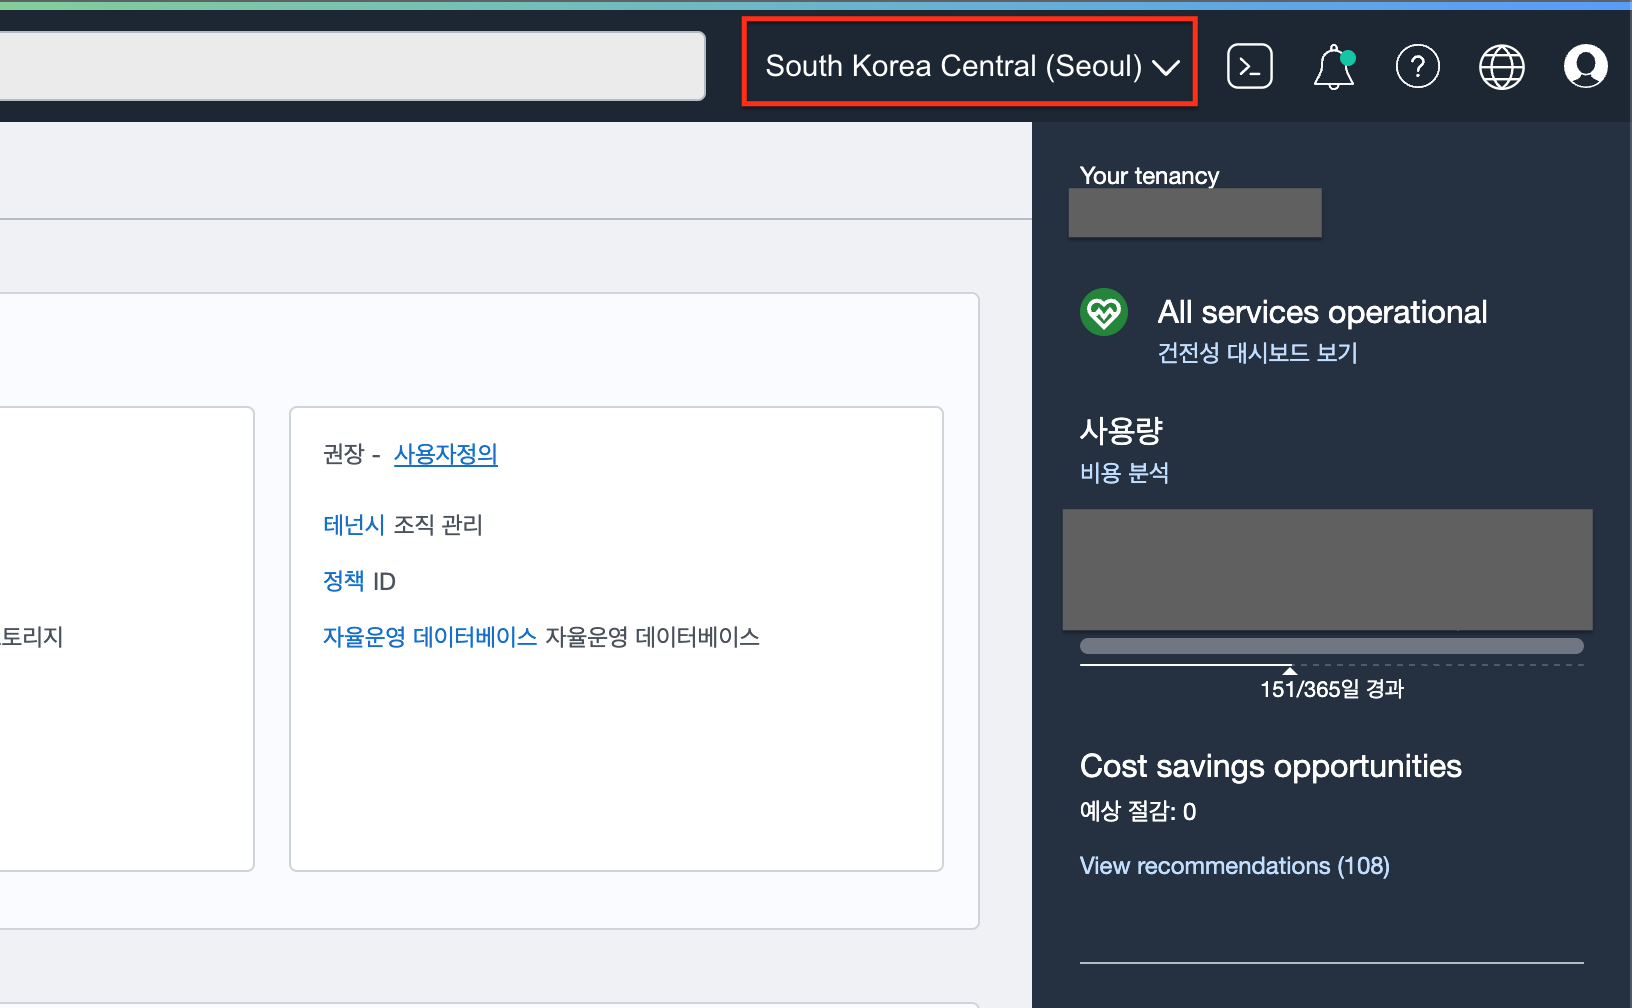 South Korea Central (Seoul)
Your tenancy
All services operational
건전성 대시보드 보기
사용량
비용 분석
151/365일 경과
Cost savings opportunities
예상 절감: 0
View recommendations (108)
권장 - 사용자정의
테넌시 조직 관리
정책 ID
자율운영 데이터베이스 자율운영 데이터베이스
토리지